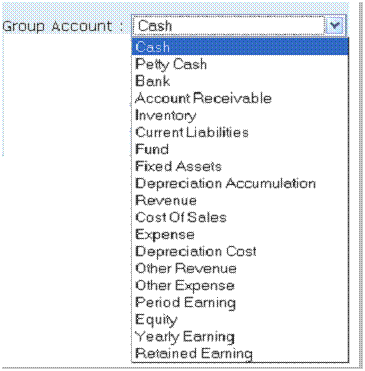 Group Account : Cash
Cash
Petty Cash
Bank
Account Receivable
Inventory
Current Liabilities
Fund
Fixed Assets
Depreciation Accumulation
Revenue
Cost Of Sales
Expense
Depreciation Cost
Other Revenue
Other Expense
Period Earning
Equity
Yearly Earning
Retained Earning